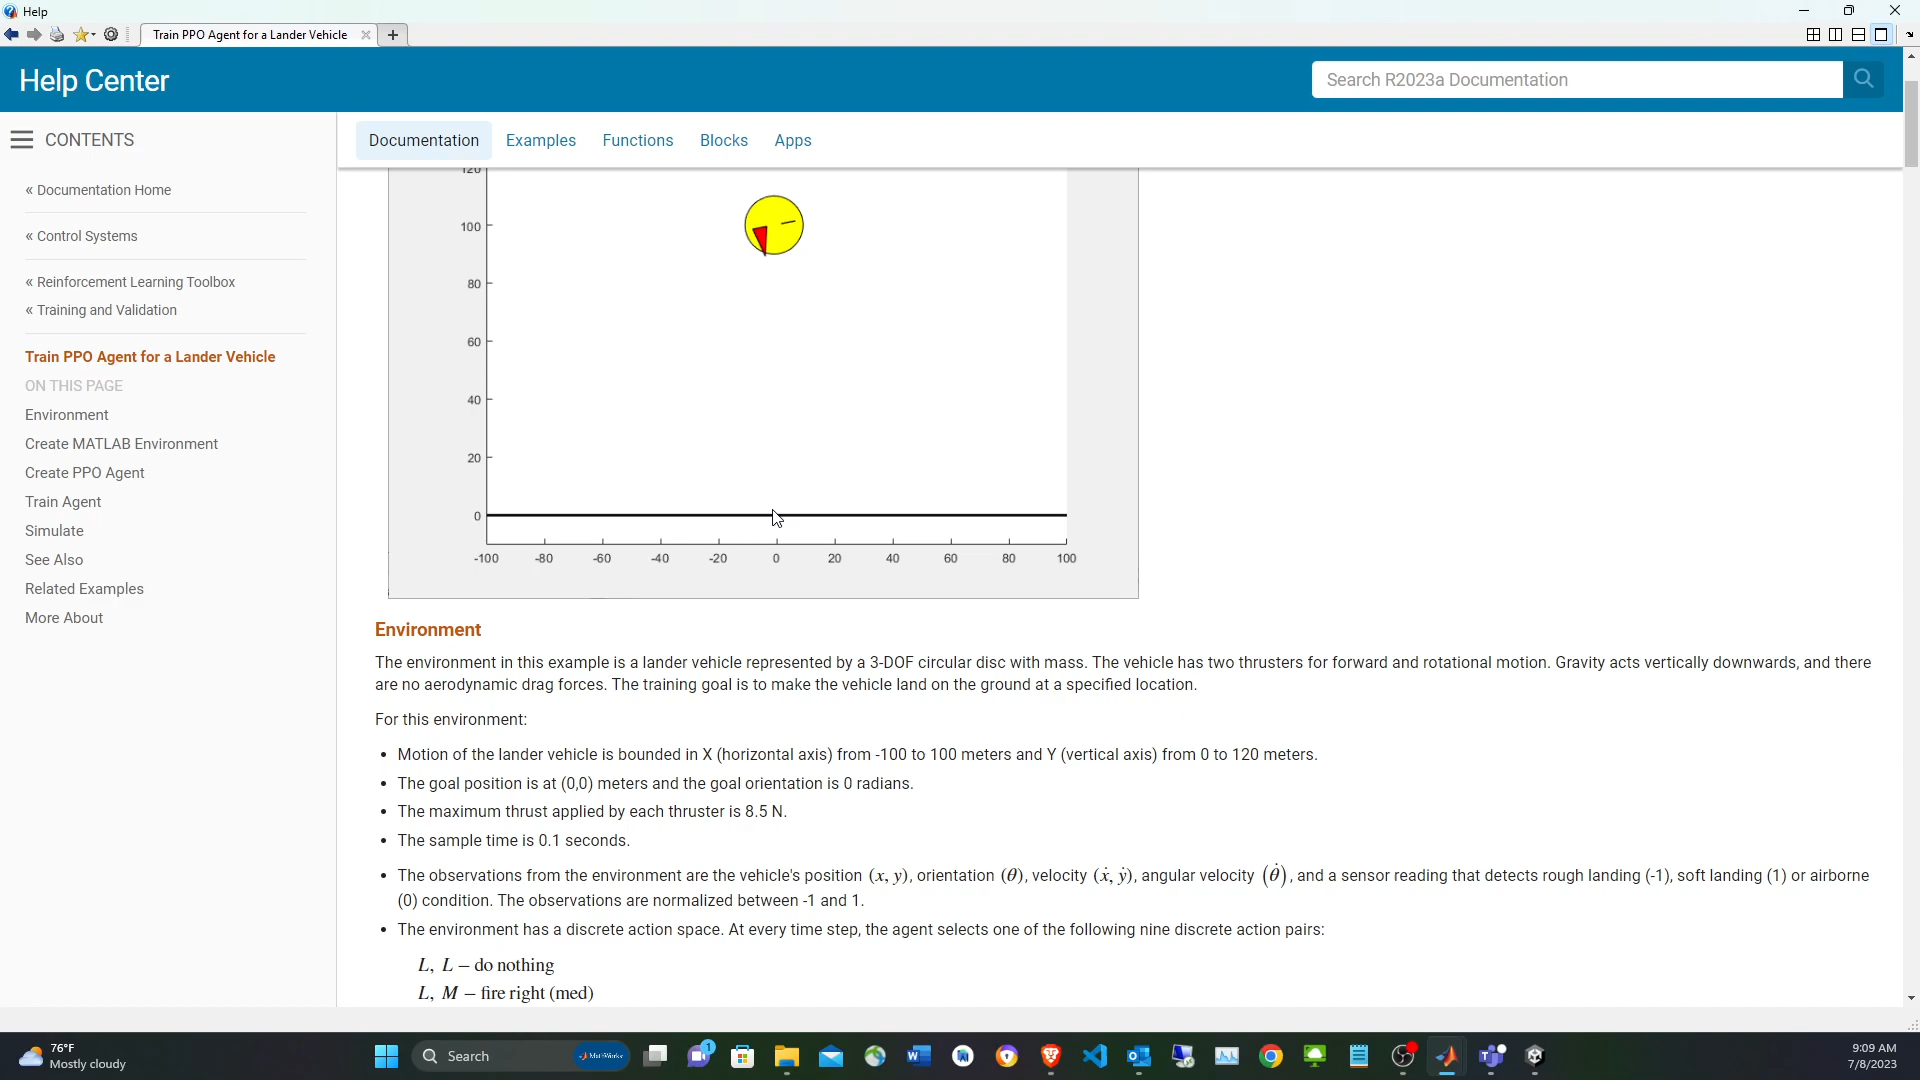 Help
Train PPO Agent for a Lander Vehicle
Help Center
Search R2023a Documentation
CONTENTS
Documentation Examples Functions Blocks Apps
« Documentation Home
« Control Systems
« Reinforcement Learning Toolbox
« Training and Validation
Train PPO Agent for a Lander Vehicle
ON THIS PAGE
Environment
Create MATLAB Environment
Create PPO Agent
Train Agent
Simulate
See Also
Related Examples
More About
120
100
80
60
40
20
0
-100 -80 -60 -40 -20 0 20 40 60 80 100
Environment
The environment in this example is a lander vehicle represented by a 3-DOF circular disc with mass. The vehicle has two thrusters for forward and rotational motion. Gravity acts vertically downwards, and there
are no aerodynamic drag forces. The training goal is to make the vehicle land on the ground at a specified location.
For this environment:
• Motion of the lander vehicle is bounded in X (horizontal axis) from -100 to 100 meters and Y (vertical axis) from 0 to 120 meters.
• The goal position is at (0,0) meters and the goal orientation is 0 radians.
• The maximum thrust applied by each thruster is 8.5 N.
• The sample time is 0.1 seconds.
• The observations from the environment are the vehicle's position (x, y), orientation (θ), velocity (ẋ, ẏ), angular velocity (θ̇), and a sensor reading that detects rough landing (-1), soft landing (1) or airborne
(0) condition. The observations are normalized between -1 and 1.
• The environment has a discrete action space. At every time step, the agent selects one of the following nine discrete action pairs:
L, L – do nothing
L, M – fire right (med)
76°F
Mostly cloudy
Search
MathWorks
1
9:09 AM
7/8/2023